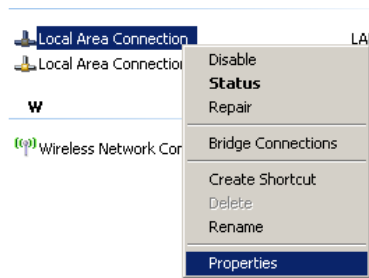 Local Area Connection LA
Local Area Connection
Disable
Status
Repair
W
Bridge Connections
Wireless Network Cor
Create Shortcut
Delete
Rename
Properties